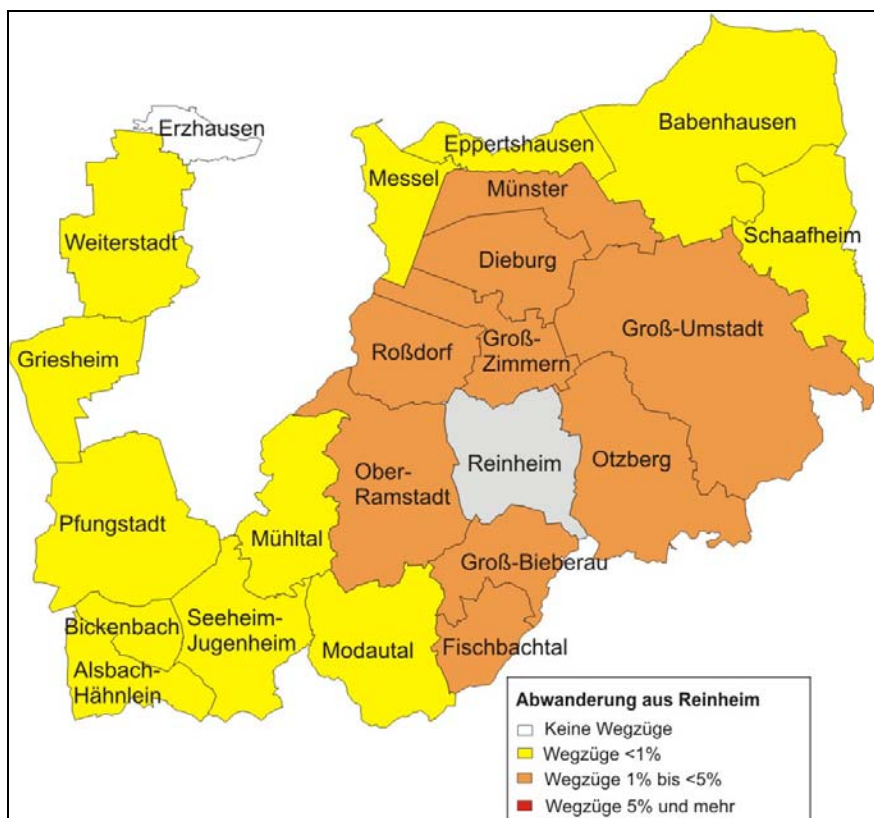 Erzhausen
Babenhausen
Eppertshausen
Messel
Münster
Weiterstadt
Schaafheim
Dieburg
Groß-Umstadt
Griesheim
Roßdorf
Groß-
Zimmern
Reinheim
Otzberg
Ober-
Ramstadt
Pfungstadt
Mühltal
Groß-Bieberau
Bickenbach
Seeheim-
Jugenheim
Modautal
Fischbachtal
Alsbach-
Hähnlein
Abwanderung aus Reinheim
Keine Wegzüge
Wegzüge <1%
Wegzüge 1% bis <5%
Wegzüge 5% und mehr